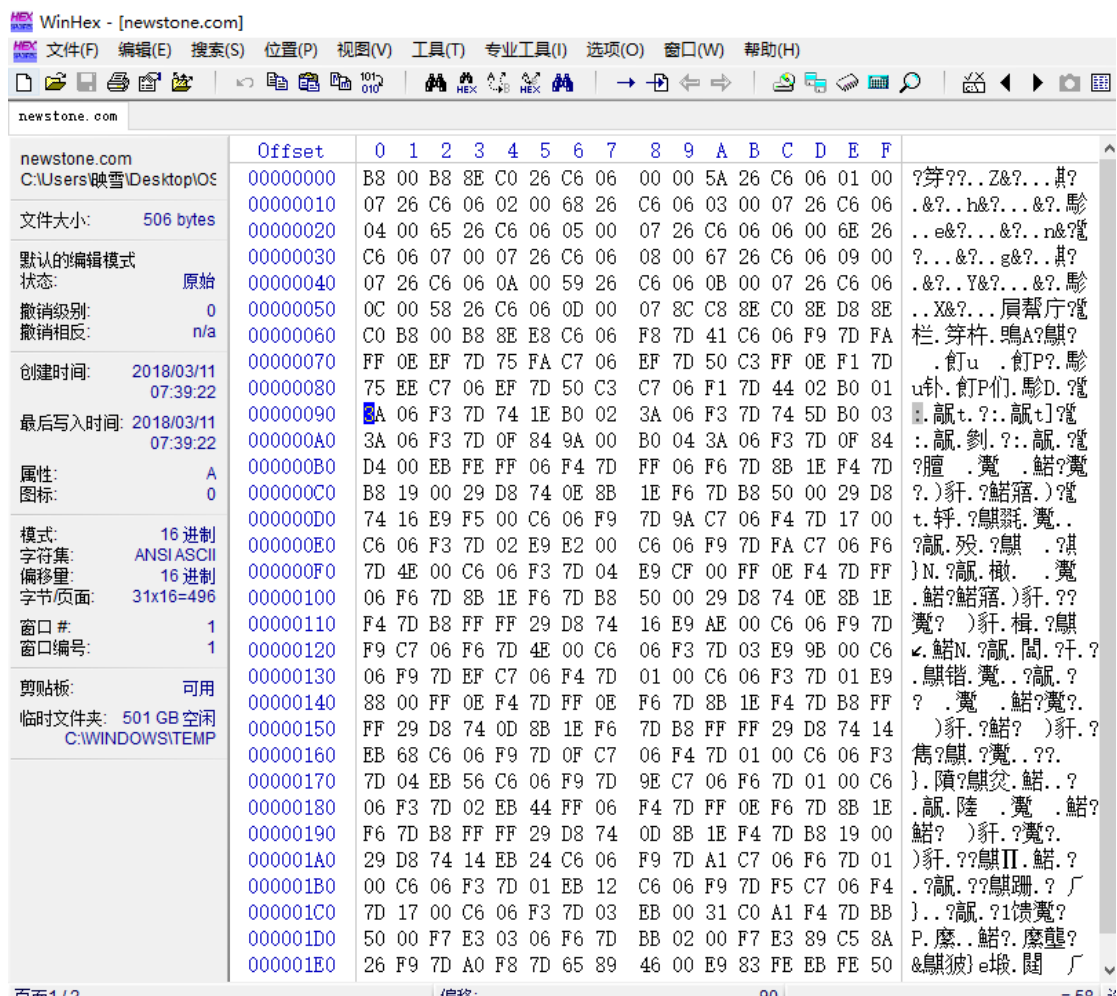 WinHex - [newstone.com]
文件(F) 编辑(E) 搜索(S) 位置(P) 视图(V) 工具(T) 专业工具(I) 选项(O) 窗口(W) 帮助(H)
newstone.com
newstone.com
C:\Users\映雪\Desktop\OS
文件大小: 506 bytes
默认的编辑模式
状态: 原始
撤销级别: 0
撤销相反: n/a
创建时间: 2018/03/11
07:39:22
最后写入时间: 2018/03/11
07:39:22
属性: A
图标: 0
模式: 16 进制
字符集: ANSI ASCII
偏移量: 16 进制
字节/页面: 31x16=496
窗口 #: 1
窗口编号: 1
剪贴板: 可用
临时文件夹: 501 GB 空闲
C:\WINDOWS\TEMP
Offset 0 1 2 3 4 5 6 7 8 9 A B C D E F
00000000 B8 00 B8 8E C0 26 C6 06 00 00 5A 26 C6 06 01 00
00000010 07 26 C6 06 02 00 68 26 C6 06 03 00 07 26 C6 06
00000020 04 00 65 26 C6 06 05 00 07 26 C6 06 06 00 6E 26
00000030 C6 06 07 00 07 26 C6 06 08 00 67 26 C6 06 09 00
00000040 07 26 C6 06 0A 00 59 26 C6 06 0B 00 07 26 C6 06
00000050 0C 00 58 26 C6 06 0D 00 07 8C C8 8E C0 8E D8 8E
00000060 C0 B8 00 B8 8E E8 C6 06 F8 7D 41 C6 06 F9 7D FA
00000070 FF 0E EF 7D 75 FA C7 06 EF 7D 50 C3 FF 0E F1 7D
00000080 75 EE C7 06 EF 7D 50 C3 C7 06 F1 7D 44 02 B0 01
00000090 3A 06 F3 7D 74 1E B0 02 3A 06 F3 7D 74 5D B0 03
000000A0 3A 06 F3 7D 0F 84 9A 00 B0 04 3A 06 F3 7D 0F 84
000000B0 D4 00 EB FE FF 06 F4 7D FF 06 F6 7D 8B 1E F4 7D
000000C0 B8 19 00 29 D8 74 0E 8B 1E F6 7D B8 50 00 29 D8
000000D0 74 16 E9 F5 00 C6 06 F9 7D 9A C7 06 F4 7D 17 00
000000E0 C6 06 F3 7D 02 E9 E2 00 C6 06 F9 7D FA C7 06 F6
000000F0 7D 4E 00 C6 06 F3 7D 04 E9 CF 00 FF 0E F4 7D FF
00000100 06 F6 7D 8B 1E F6 7D B8 50 00 29 D8 74 0E 8B 1E
00000110 F4 7D B8 FF FF 29 D8 74 16 E9 AE 00 C6 06 F9 7D
00000120 F9 C7 06 F6 7D 4E 00 C6 06 F3 7D 03 E9 9B 00 C6
00000130 06 F9 7D EF C7 06 F4 7D 01 00 C6 06 F3 7D 01 E9
00000140 88 00 FF 0E F4 7D FF 0E F6 7D 8B 1E F4 7D B8 FF
00000150 FF 29 D8 74 0D 8B 1E F6 7D B8 FF FF 29 D8 74 14
00000160 EB 68 C6 06 F9 7D 0F C7 06 F4 7D 01 00 C6 06 F3
00000170 7D 04 EB 56 C6 06 F9 7D 9E C7 06 F6 7D 01 00 C6
00000180 06 F3 7D 02 EB 44 FF 06 F4 7D FF 0E F6 7D 8B 1E
00000190 F6 7D B8 FF FF 29 D8 74 0D 8B 1E F4 7D B8 19 00
000001A0 29 D8 74 14 EB 24 C6 06 F9 7D A1 C7 06 F6 7D 01
000001B0 00 C6 06 F3 7D 01 EB 12 C6 06 F9 7D F5 C7 06 F4
000001C0 7D 17 00 C6 06 F3 7D 03 EB 00 31 C0 A1 F4 7D BB
000001D0 50 00 F7 E3 03 06 F6 7D BB 02 00 F7 E3 89 C5 8A
000001E0 26 F9 7D A0 F8 7D 65 89 46 00 E9 83 FE EB FE 50